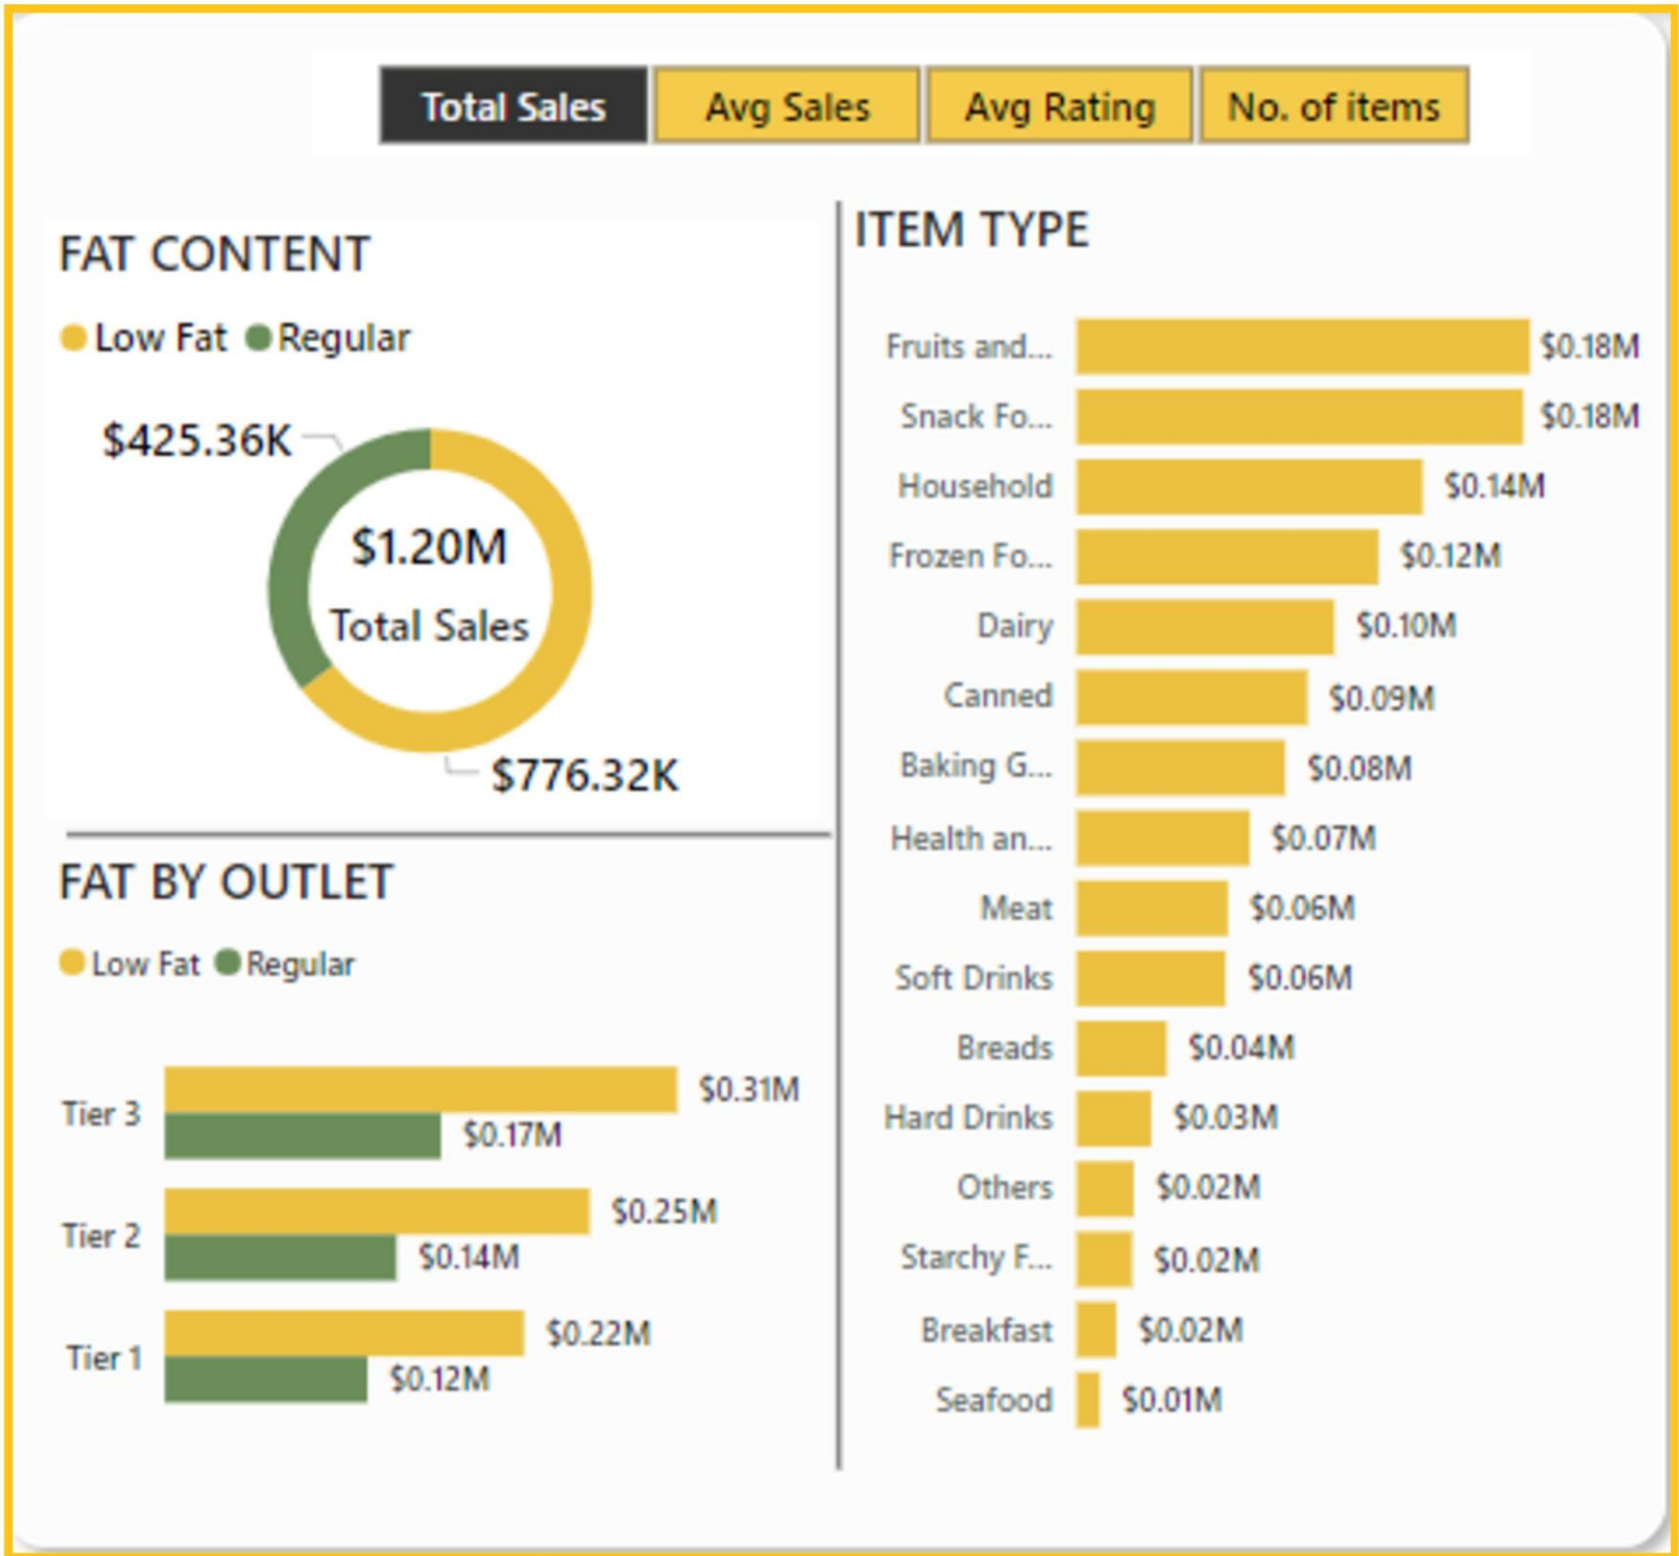 Total Sales Avg Sales Avg Rating No. of items
FAT CONTENT
Low Fat Regular
$425.36K
$1.20M
Total Sales
$776.32K
FAT BY OUTLET
Low Fat Regular
Tier 3 $0.31M
$0.17M
Tier 2 $0.25M
$0.14M
Tier 1 $0.22M
$0.12M
ITEM TYPE
Fruits and... $0.18M
Snack Fo... $0.18M
Household $0.14M
Frozen Fo... $0.12M
Dairy $0.10M
Canned $0.09M
Baking G... $0.08M
Health an... $0.07M
Meat $0.06M
Soft Drinks $0.06M
Breads $0.04M
Hard Drinks $0.03M
Others $0.02M
Starchy F... $0.02M
Breakfast $0.02M
Seafood $0.01M